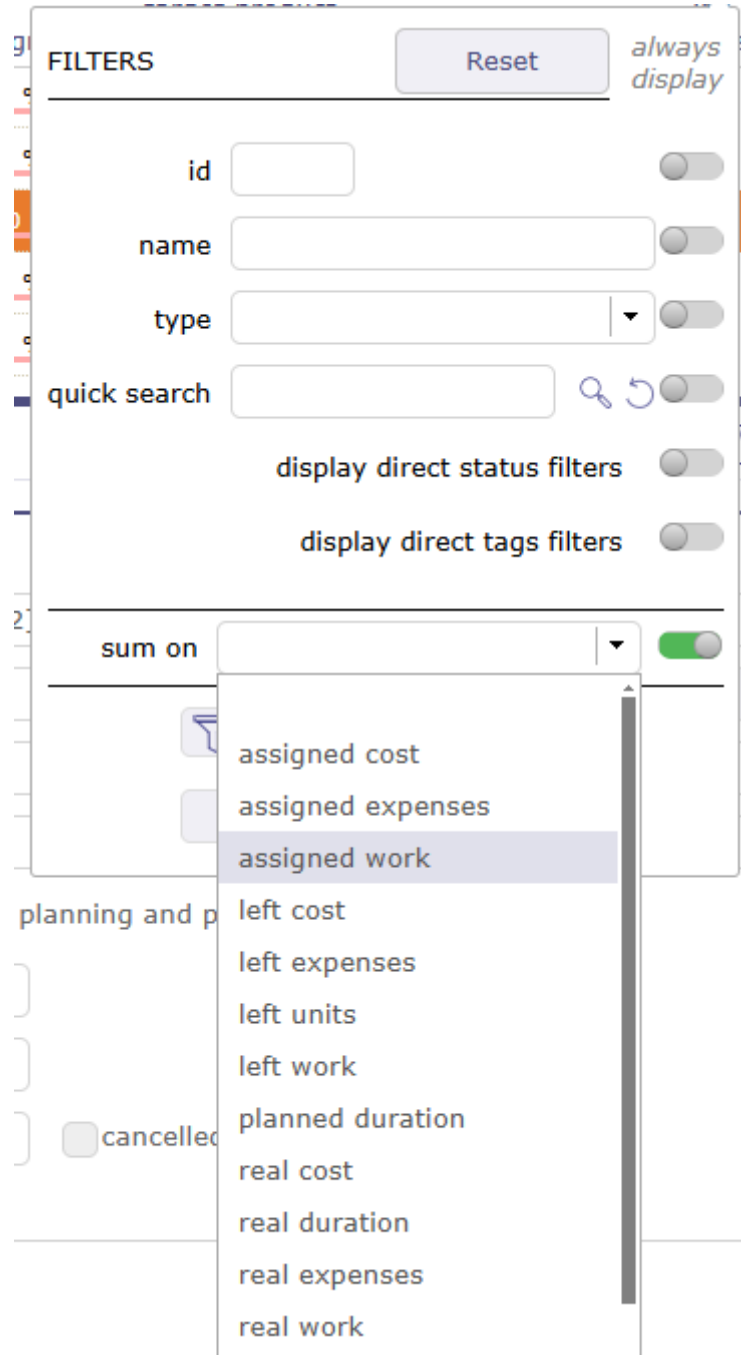 FILTERS
Reset
always
display
id
name
type
quick search
display direct status filters
display direct tags filters
sum on
assigned cost
assigned expenses
assigned work
planning and p
left cost
left expenses
left units
left work
planned duration
cancelled
real cost
real duration
real expenses
real work